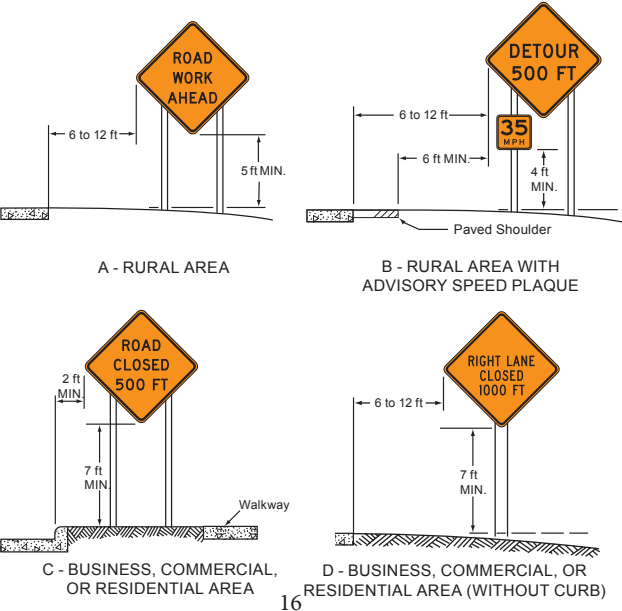 ROAD
WORK
AHEAD
6 to 12 ft
5 ft MIN.
A - RURAL AREA
DETOUR
500 FT
6 to 12 ft
35
MPH
6 ft MIN.
4 ft
MIN.
Paved Shoulder
B - RURAL AREA WITH
ADVISORY SPEED PLAQUE
ROAD
CLOSED
500 FT
2 ft
MIN.
7 ft
MIN.
Walkway
C - BUSINESS, COMMERCIAL,
OR RESIDENTIAL AREA
RIGHT LANE
CLOSED
1000 FT
6 to 12 ft
7 ft
MIN.
D - BUSINESS, COMMERCIAL, OR
RESIDENTIAL AREA (WITHOUT CURB)
16